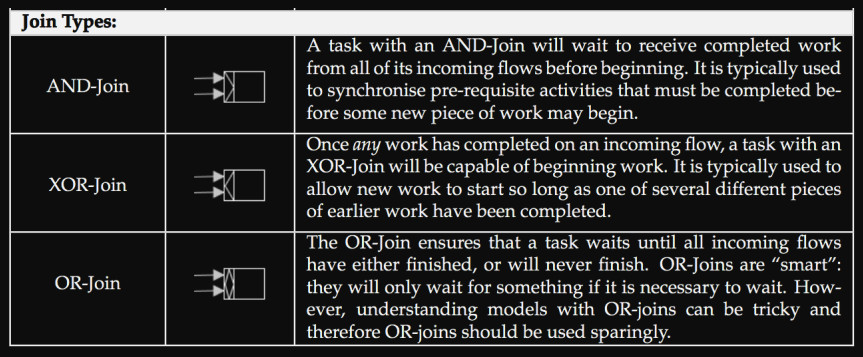 Join Types:
AND-Join
A task with an AND-Join will wait to receive completed work
from all of its incoming flows before beginning. It is typically used
to synchronise pre-requisite activities that must be completed be-
fore some new piece of work may begin.
XOR-Join
Once any work has completed on an incoming flow, a task with an
XOR-Join will be capable of beginning work. It is typically used to
allow new work to start so long as one of several different pieces
of earlier work have been completed.
OR-Join
The OR-Join ensures that a task waits until all incoming flows
have either finished, or will never finish. OR-Joins are “smart”:
they will only wait for something if it is necessary to wait. How-
ever, understanding models with OR-joins can be tricky and
therefore OR-joins should be used sparingly.